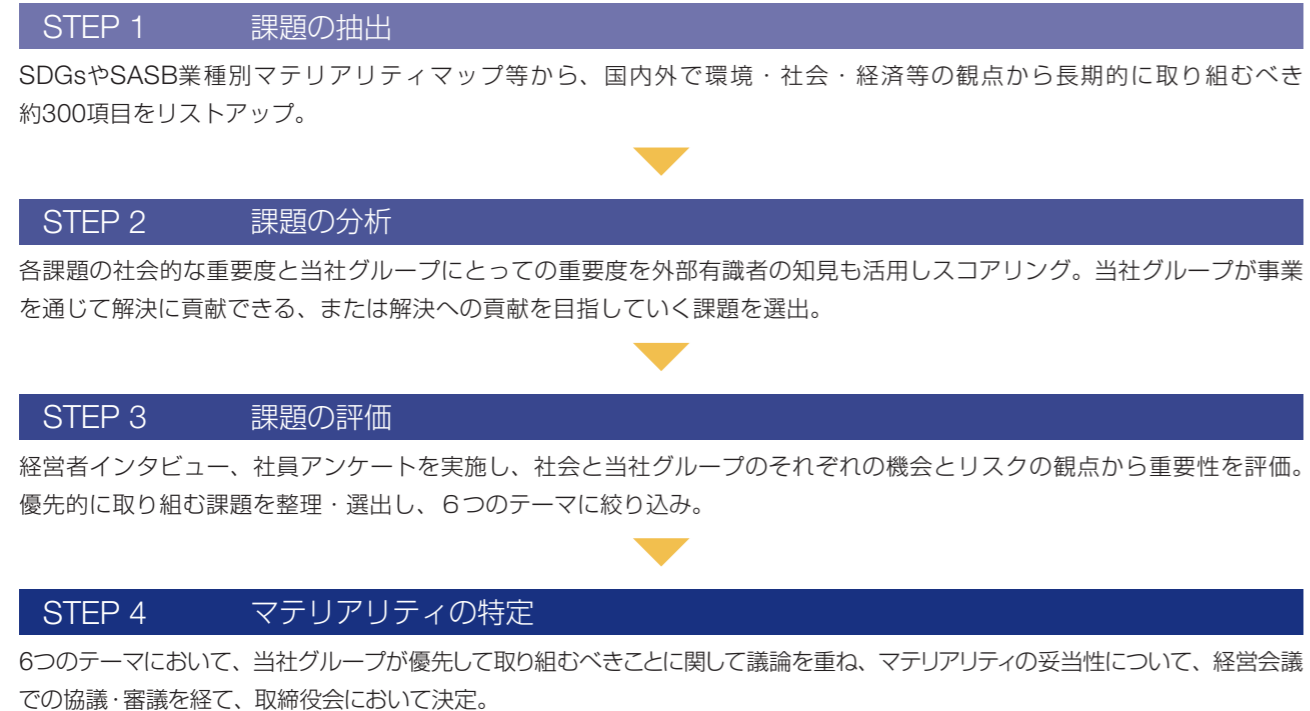 STEP 1 課題の抽出
SDGsやSASB業種別マテリアリティマップ等から、国内外で環境・社会・経済等の観点から長期的に取り組むべき
約300項目をリストアップ。
STEP 2 課題の分析
各課題の社会的な重要度と当社グループにとっての重要度を外部有識者の知見も活用しスコアリング。当社グループが事業
を通じて解決に貢献できる、または解決への貢献を目指していく課題を選出。
STEP 3 課題の評価
経営者インタビュー、社員アンケートを実施し、社会と当社グループのそれぞれの機会とリスクの観点から重要性を評価。
優先的に取り組む課題を整理・選出し、６つのテーマに絞り込み。
STEP 4 マテリアリティの特定
6つのテーマにおいて、当社グループが優先して取り組むべきことに関して議論を重ね、マテリアリティの妥当性について、経営会議
での協議・審議を経て、取締役会において決定。